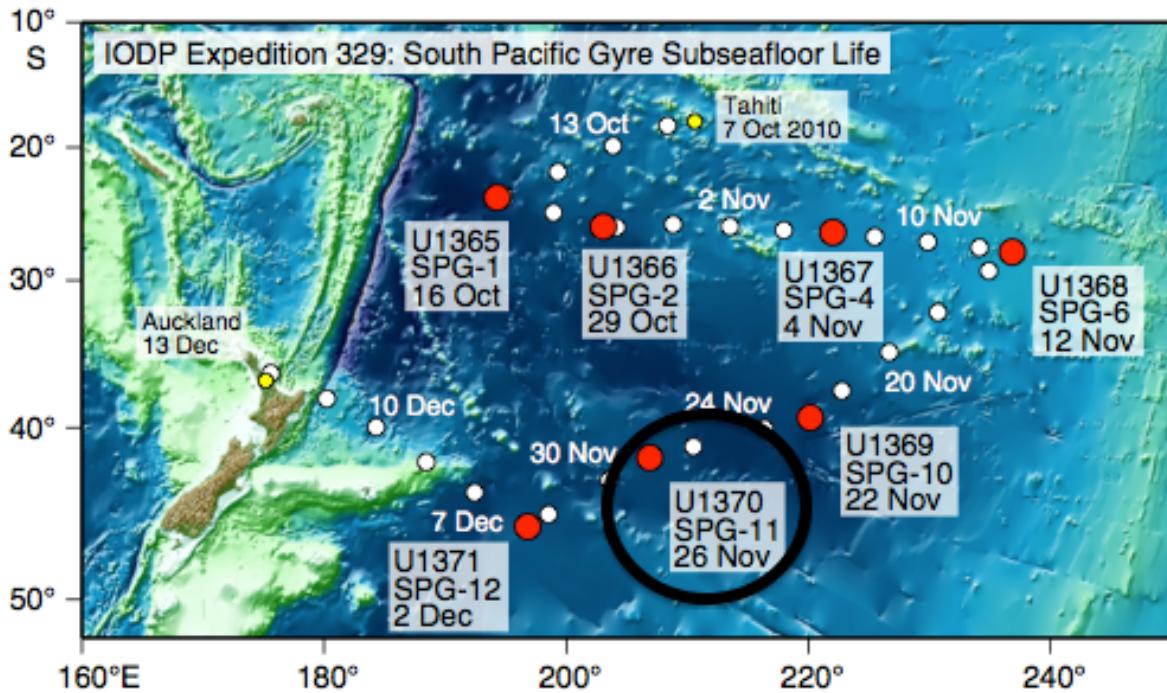 10°
S
IODP Expedition 329: South Pacific Gyre Subseafloor Life
Tahiti
7 Oct 2010
13 Oct
20°
2 Nov
10 Nov
U1365
SPG-1
16 Oct
U1366
SPG-2
29 Oct
U1367
SPG-4
4 Nov
U1368
SPG-6
12 Nov
30°
Auckland
13 Dec
20 Nov
10 Dec
24 Nov
40°
30 Nov
U1369
SPG-10
22 Nov
U1370
SPG-11
26 Nov
7 Dec
U1371
SPG-12
2 Dec
50°
160°E
180°
200°
220°
240°